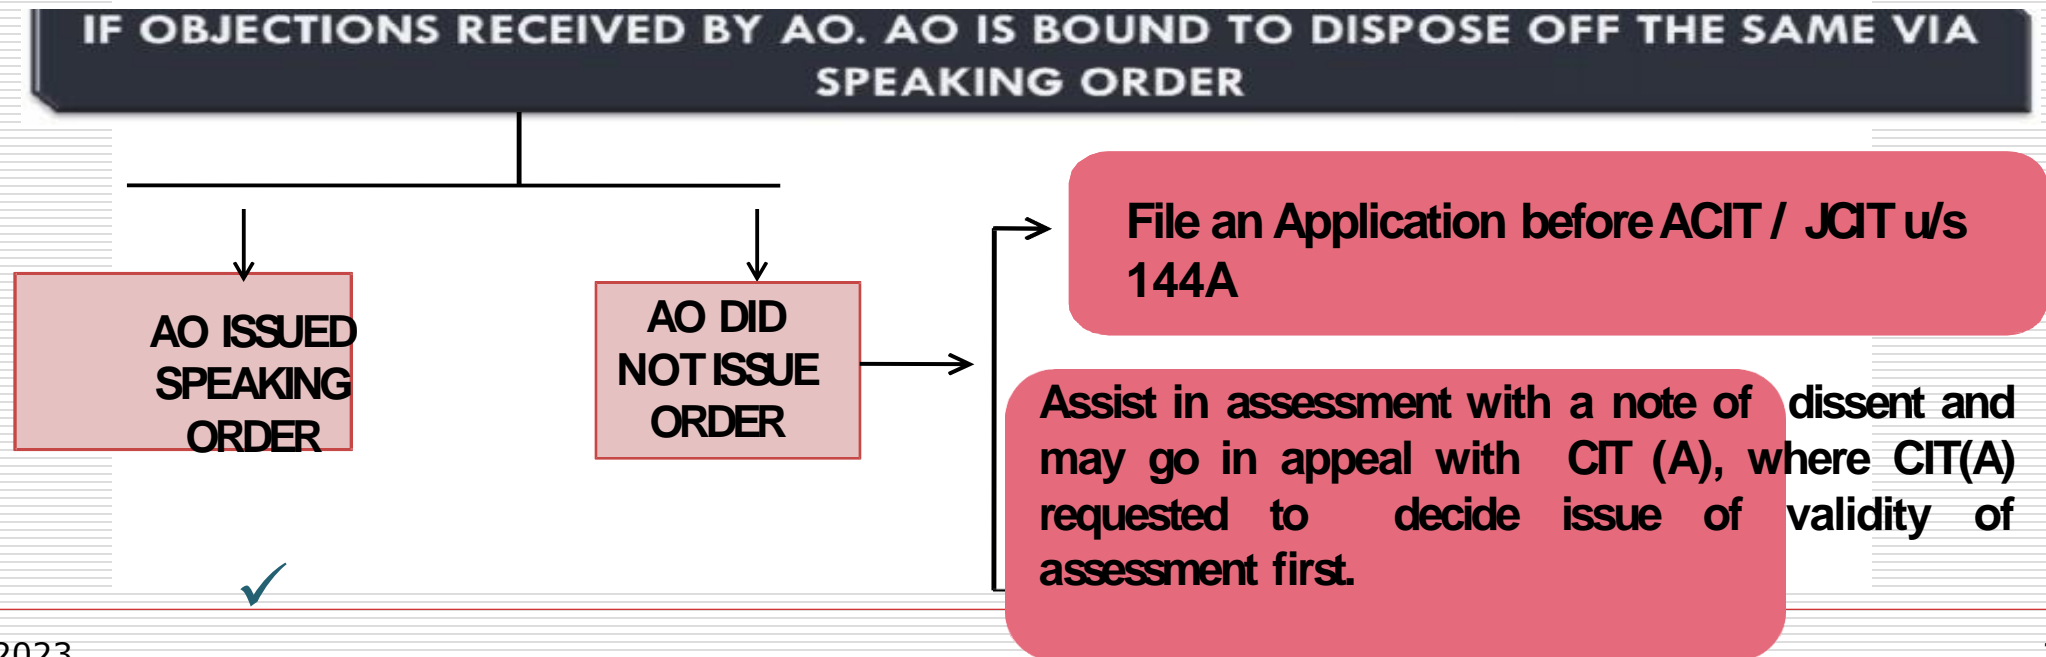 IF OBJECTIONS RECEIVED BY AO. AO IS BOUND TO DISPOSE OFF THE SAME VIA
SPEAKING ORDER
AO ISSUED
SPEAKING
ORDER
AO DID
NOT ISSUE
ORDER
File an Application before ACIT / JCIT u/s
144A
Assist in assessment with a note of dissent and
may go in appeal with CIT (A), where CIT(A)
requested to decide issue of validity of
assessment first.
2023